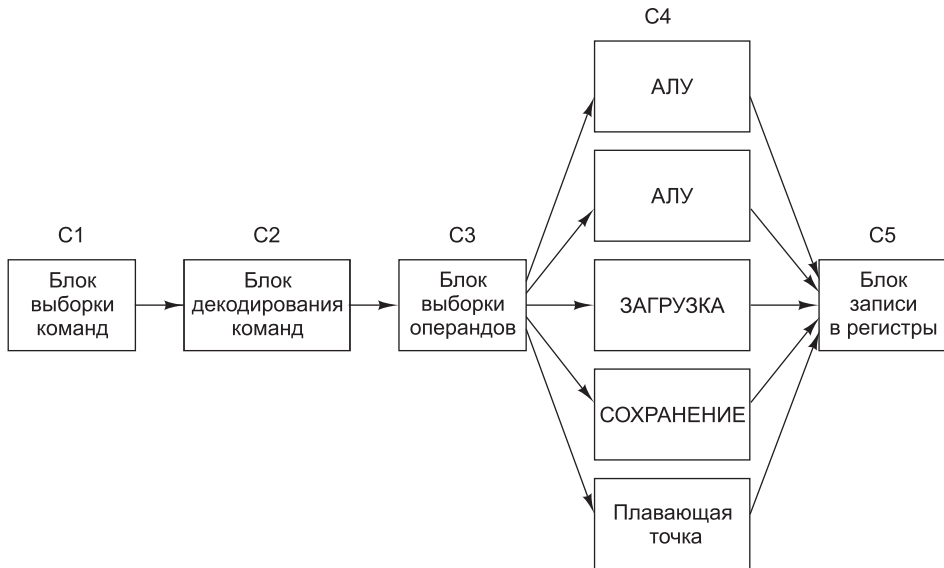 С4
АЛУ
АЛУ
С1
С2
С3
С5
Блок
выборки
команд
Блок
декодирования
команд
Блок
выборки
операндов
ЗАГРУЗКА
Блок
записи
в регистры
СОХРАНЕНИЕ
Плавающая
точка